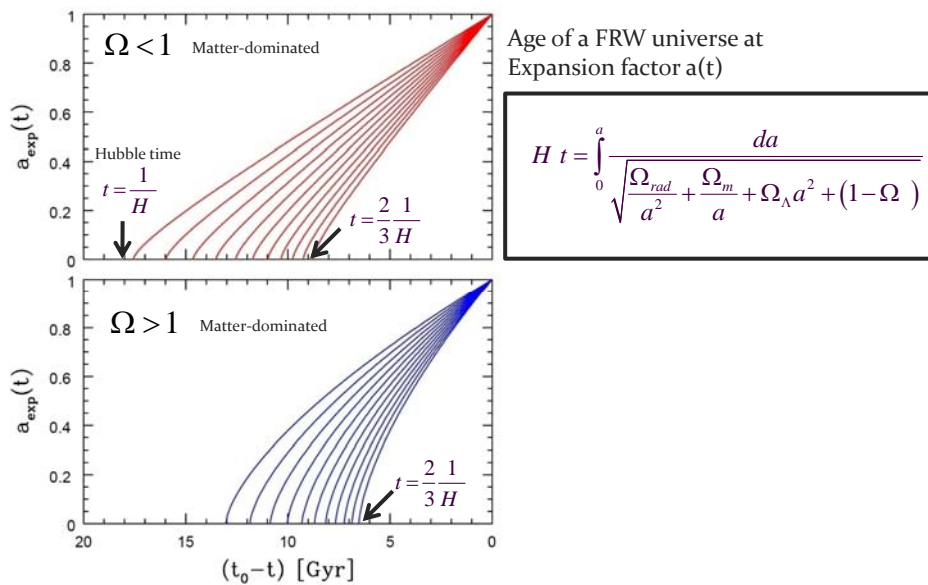 Age of a FRW universe at
Expansion factor a(t)
H t = ∫₀ᵃ da / √(Ω_rad/a² + Ω_m/a + Ω_Λ a² + (1−Ω ))
Ω < 1 Matter-dominated
Hubble time
t = 1/H
t = 2/3 1/H
a_exp(t)
1
0.8
0.6
0.4
0.2
0
Ω > 1 Matter-dominated
t = 2/3 1/H
a_exp(t)
1
0.8
0.6
0.4
0.2
0
20 15 10 5 0
(t₀−t) [Gyr]